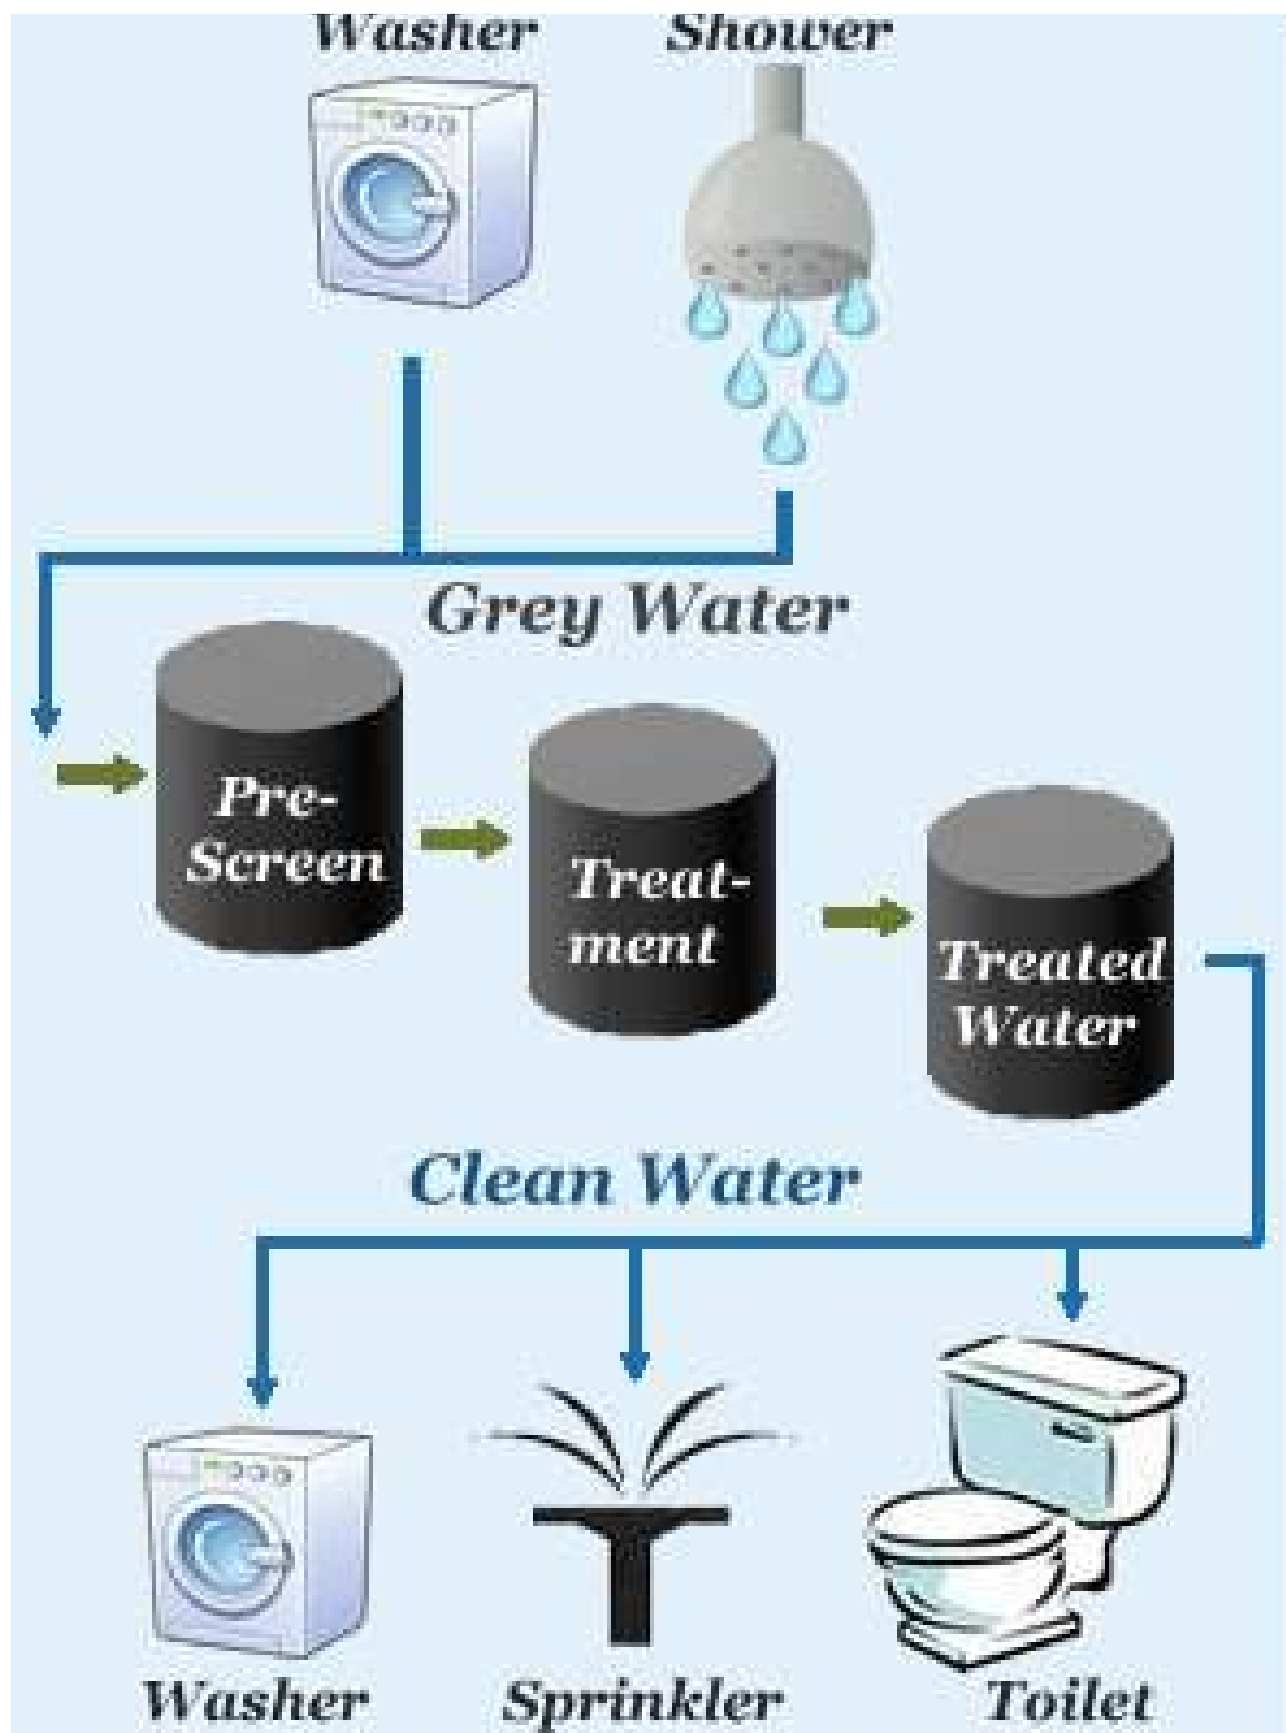 Washer Shower
Grey Water
Pre-
Screen
Treat-
ment
Treated
Water
Clean Water
Washer Sprinkler Toilet